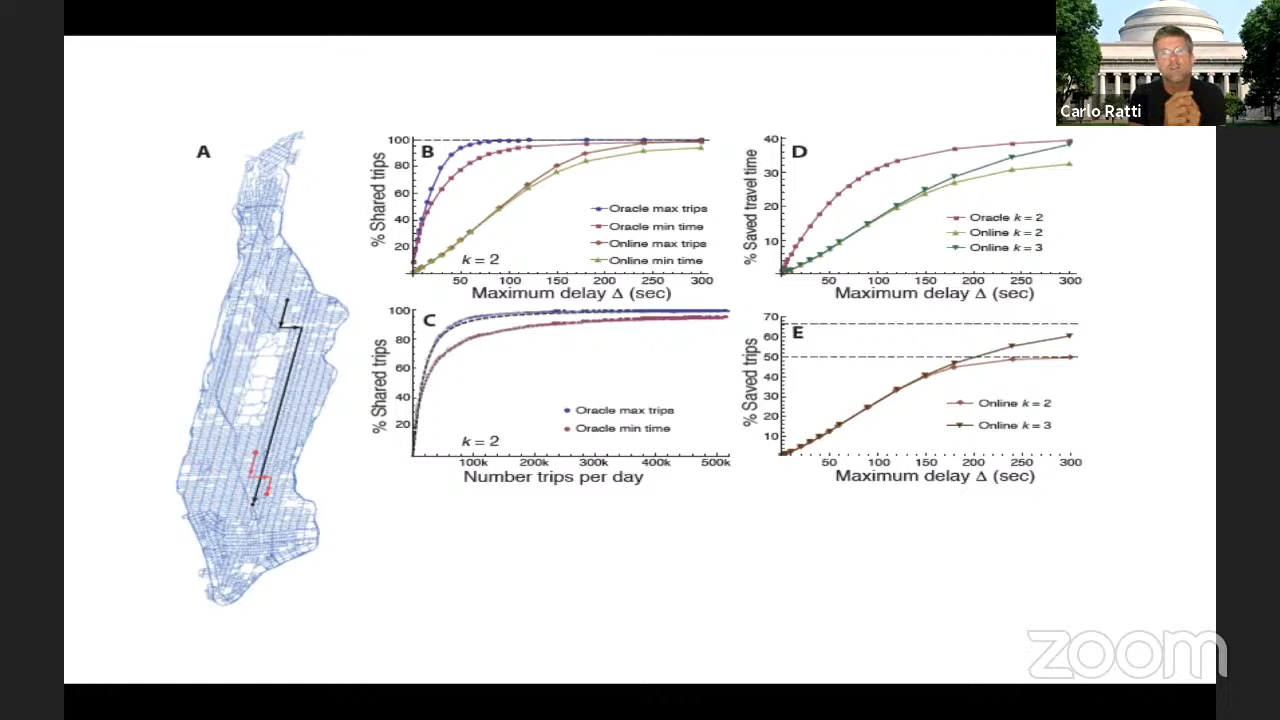 Carlo Ratti
A
B
% Shared trips
100
80
60
40
20
Oracle max trips
Oracle min time
Online max trips
Online min time
k = 2
50 100 150 200 250 300
Maximum delay Δ (sec)
C
% Shared trips
100
80
60
40
20
Oracle max trips
Oracle min time
k = 2
100k 200k 300k 400k 500k
Number trips per day
D
% Saved travel time
40
30
20
10
Oracle k = 2
Online k = 2
Online k = 3
50 100 150 200 250 300
Maximum delay Δ (sec)
E
% Saved trips
70
60
50
40
30
20
10
Online k = 2
Online k = 3
50 100 150 200 250 300
Maximum delay Δ (sec)
zoom